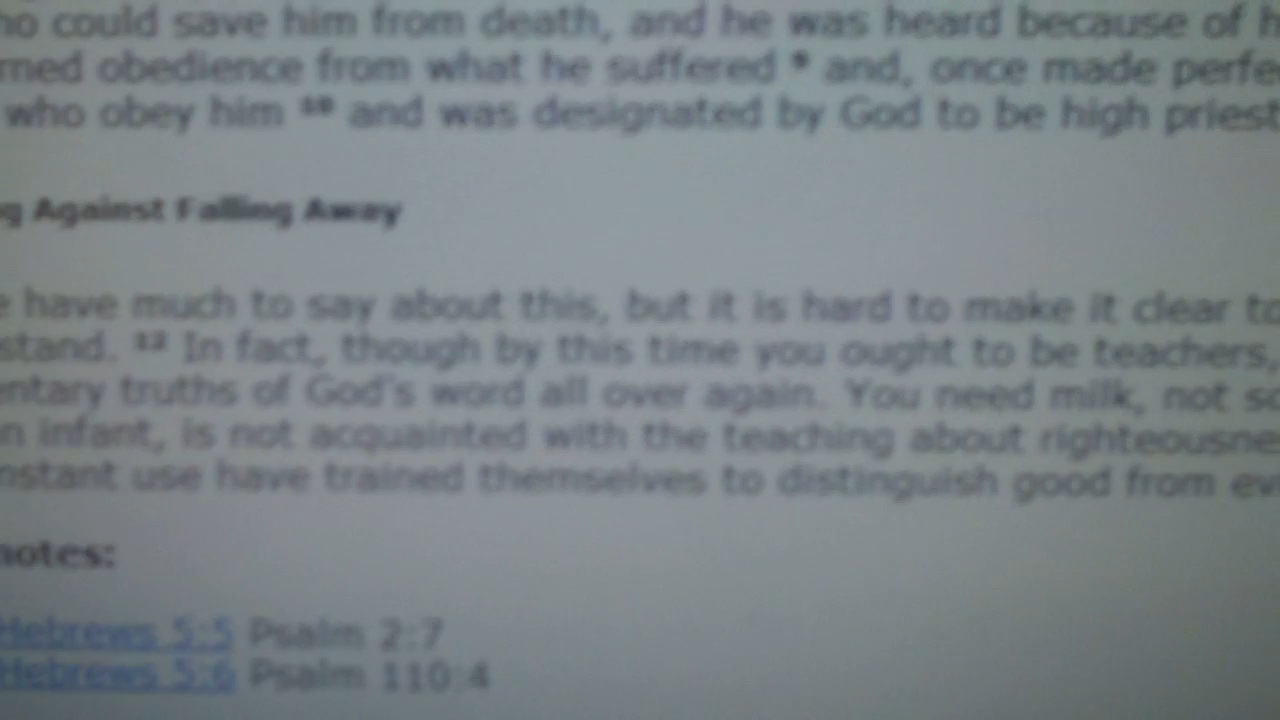 ho could save him from death, and he was heard because of h
rned obedience from what he suffered ⁹ and, once made perfe
who obey him ¹⁰ and was designated by God to be high priest
g Against Falling Away
e have much to say about this, but it is hard to make it clear to
stand. ¹² In fact, though by this time you ought to be teachers,
entary truths of God's word all over again. You need milk, not so
n infant, is not acquainted with the teaching about righteousne
nstant use have trained themselves to distinguish good from ev
notes:
Hebrews 5:5 Psalm 2:7
Hebrews 5:6 Psalm 110:4